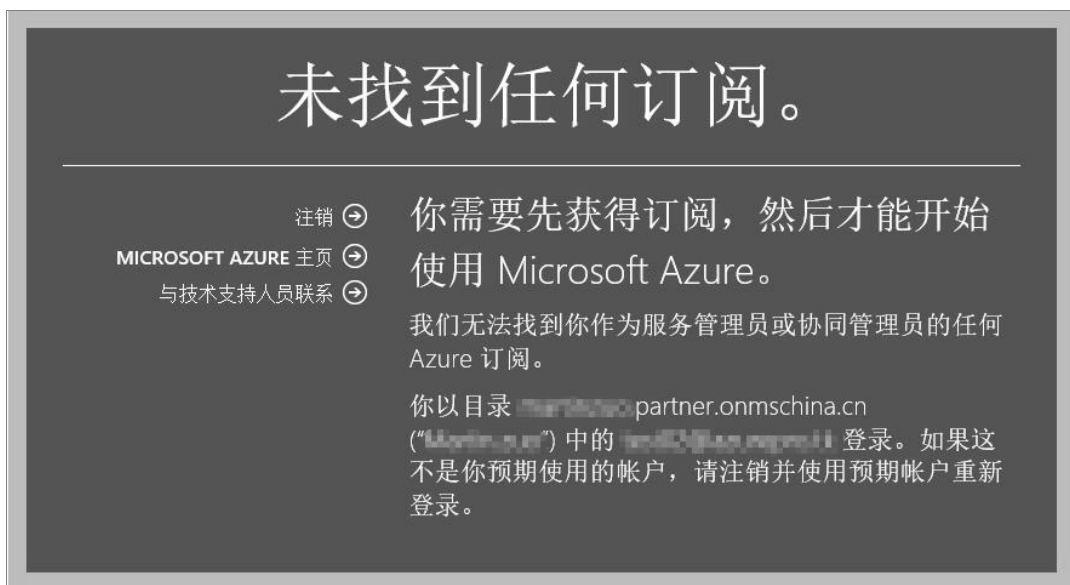 未找到任何订阅。
注销
MICROSOFT AZURE 主页
与技术支持人员联系
你需要先获得订阅，然后才能开始
使用 Microsoft Azure。
我们无法找到你作为服务管理员或协同管理员的任何
Azure 订阅。
你以目录 .partner.onmschina.cn
(“ ”) 中的 登录。如果这
不是你预期使用的帐户，请注销并使用预期帐户重新
登录。